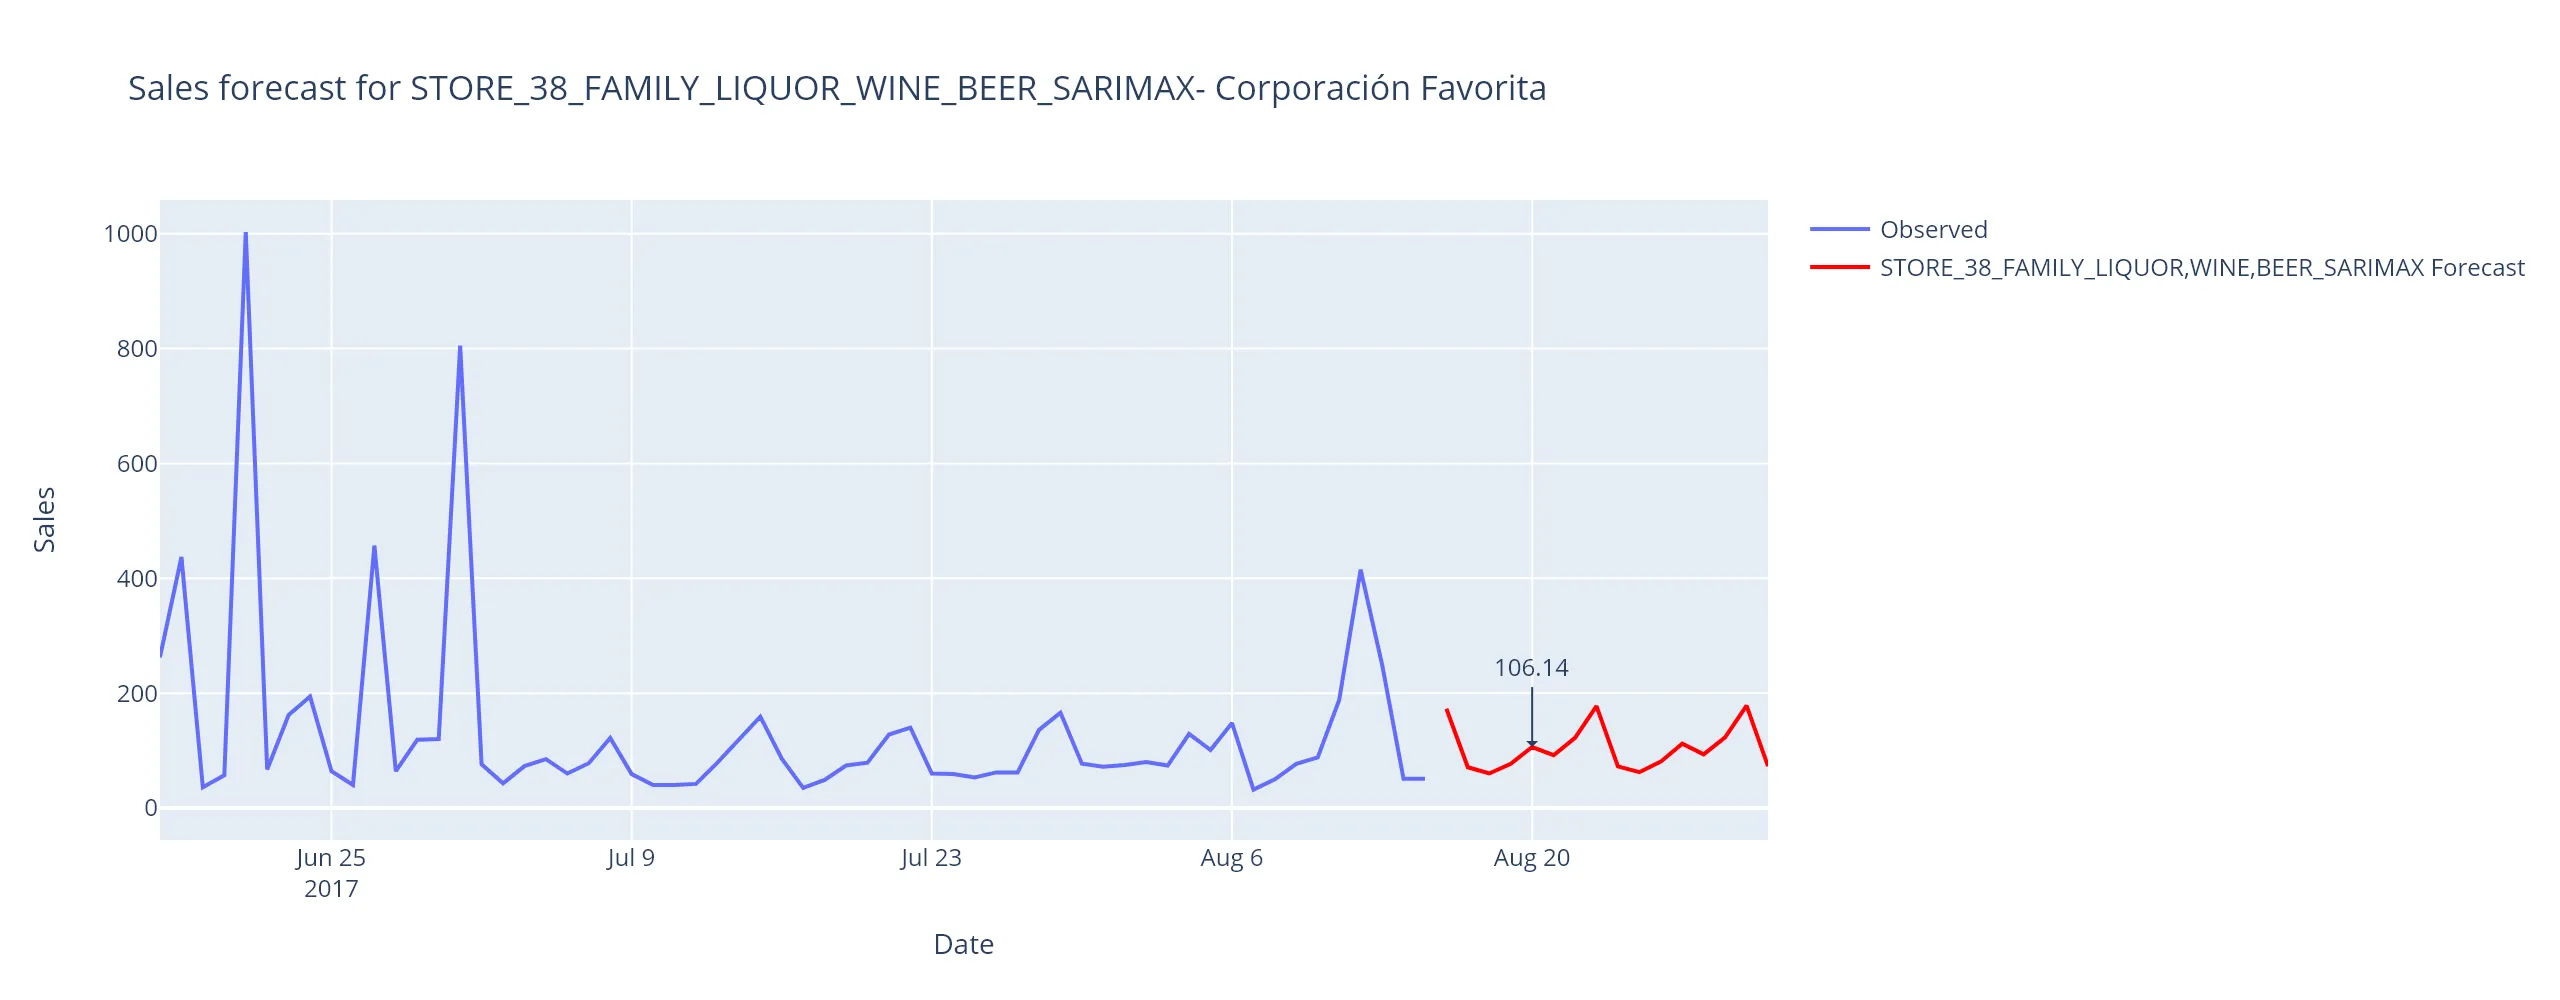 Sales forecast for STORE_38_FAMILY_LIQUOR_WINE_BEER_SARIMAX- Corporación Favorita
Observed
STORE_38_FAMILY_LIQUOR,WINE,BEER_SARIMAX Forecast
1000
800
600
400
200
0
Sales
106.14
Jun 25
2017
Jul 9
Jul 23
Aug 6
Aug 20
Date